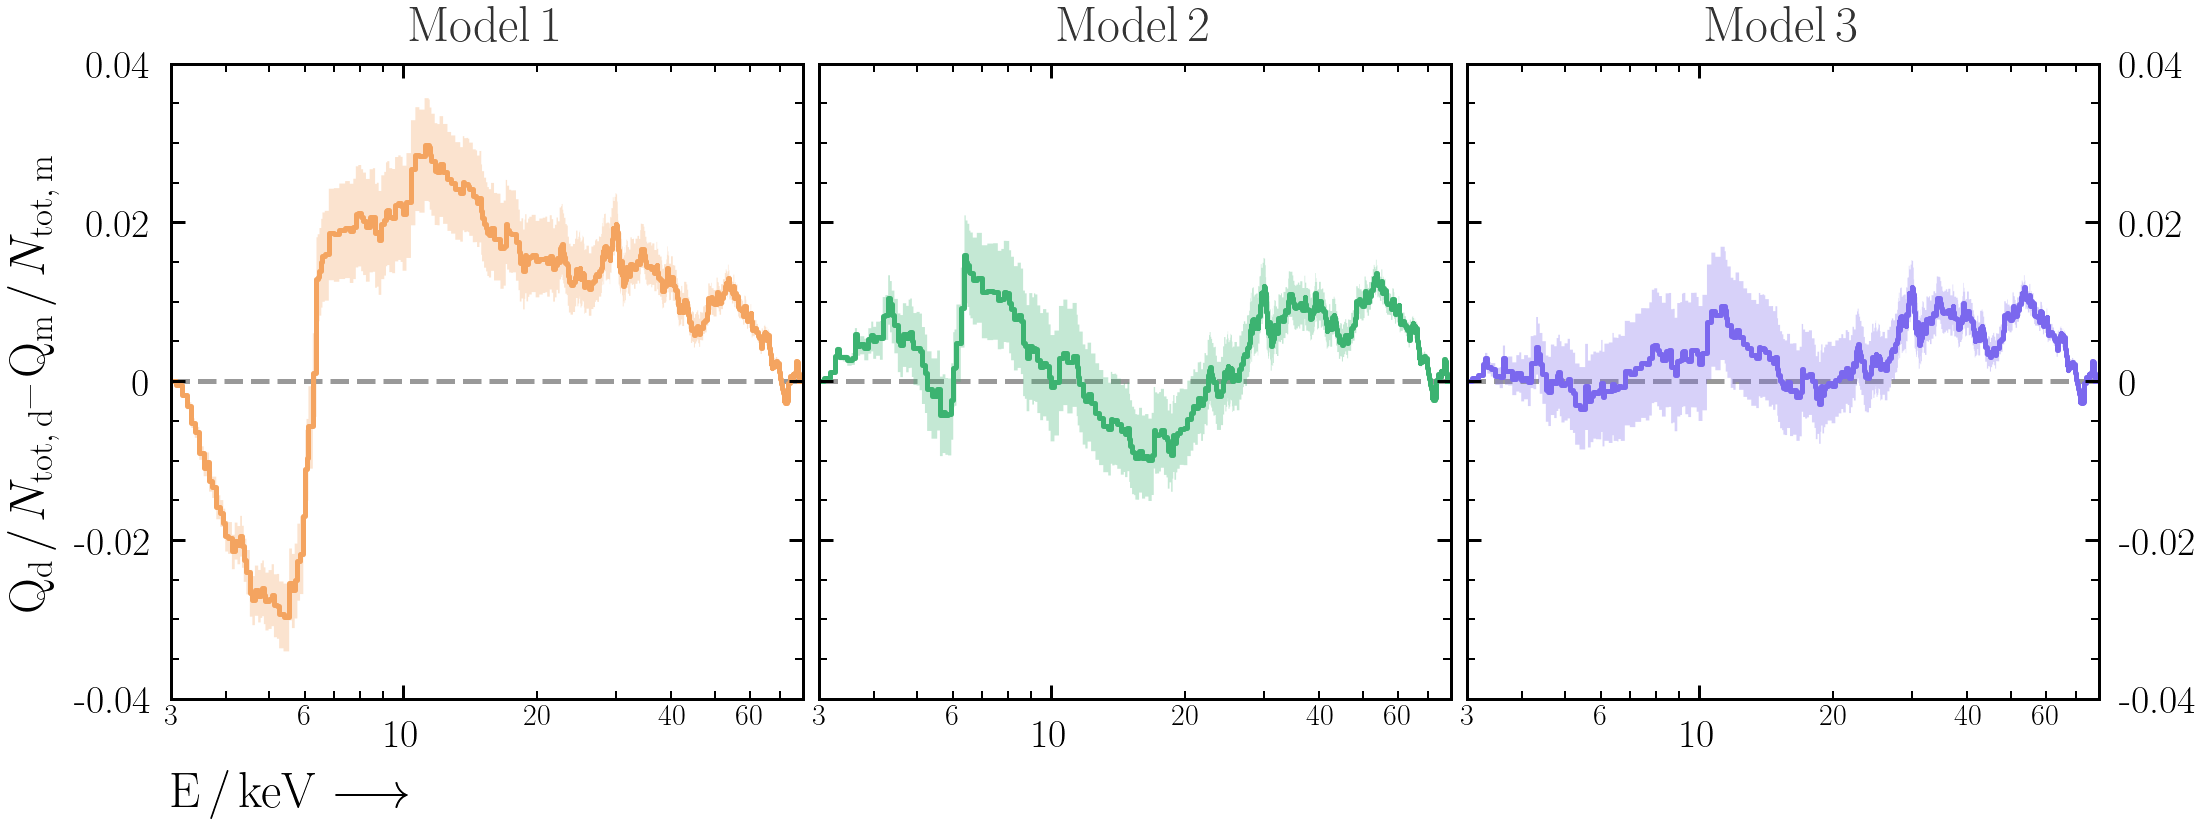 Model 1 Model 2 Model 3
0.04 0.04
0.02 0.02
0 0
-0.02 -0.02
-0.04 -0.04
Q_d / N_tot, d − Q_m / N_tot, m
3 6 10 20 40 60 3 6 10 20 40 60 3 6 10 20 40 60
E / keV ⟶